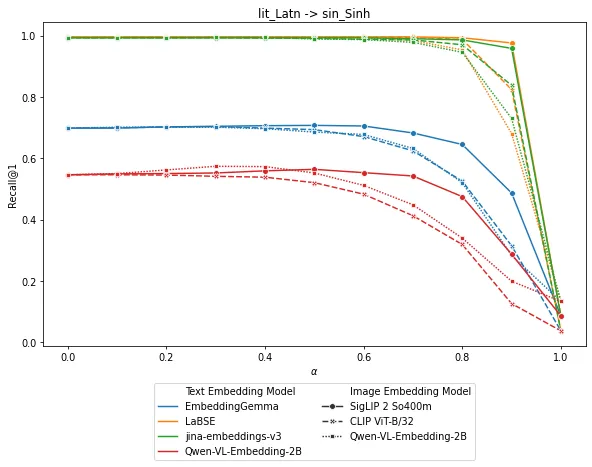 lit_Latn -> sin_Sinh
Recall@1
1.0
0.8
0.6
0.4
0.2
0.0
0.0 0.2 0.4 0.6 0.8 1.0
α
Text Embedding Model
EmbeddingGemma
LaBSE
jina-embeddings-v3
Qwen-VL-Embedding-2B
Image Embedding Model
SigLIP 2 So400m
CLIP ViT-B/32
Qwen-VL-Embedding-2B